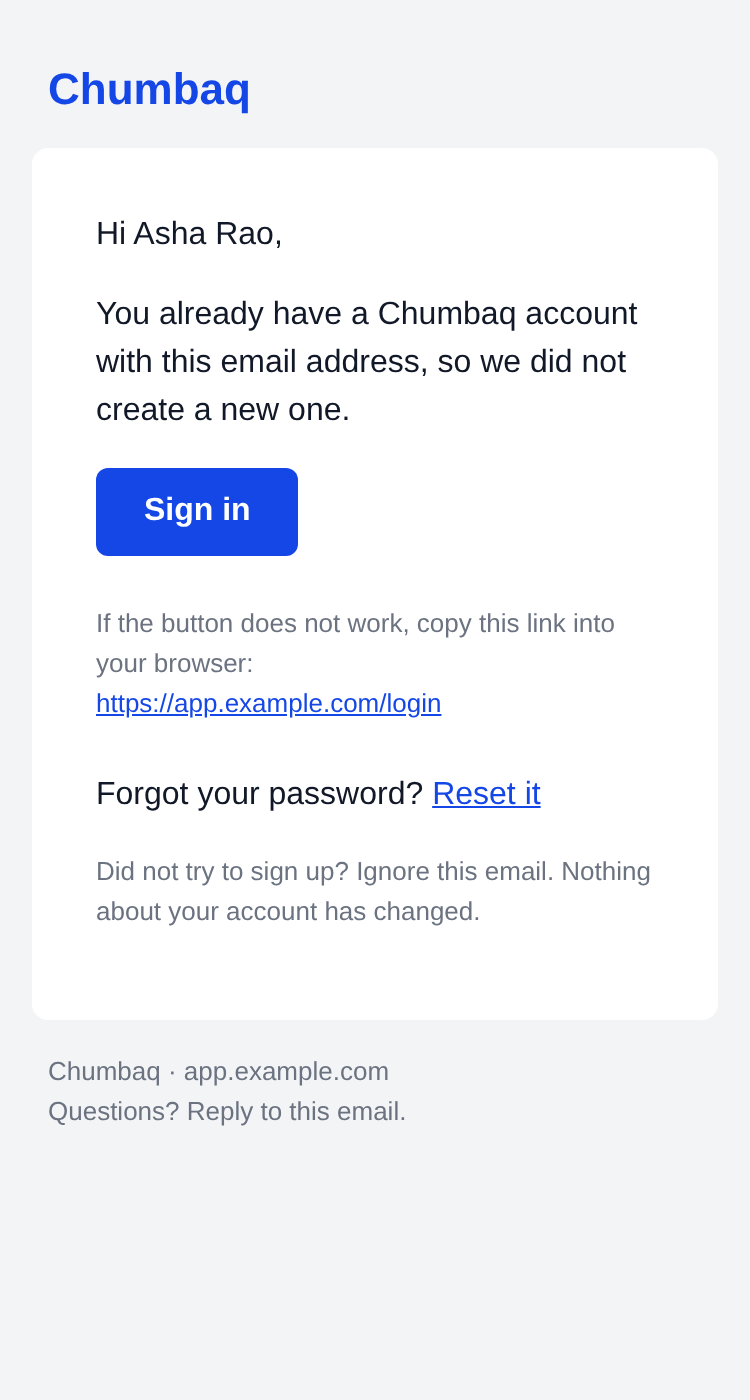 Chumbaq
Hi Asha Rao,
You already have a Chumbaq account
with this email address, so we did not
create a new one.
Sign in
If the button does not work, copy this link into
your browser:
https://app.example.com/login
Forgot your password? Reset it
Did not try to sign up? Ignore this email. Nothing
about your account has changed.
Chumbaq · app.example.com
Questions? Reply to this email.